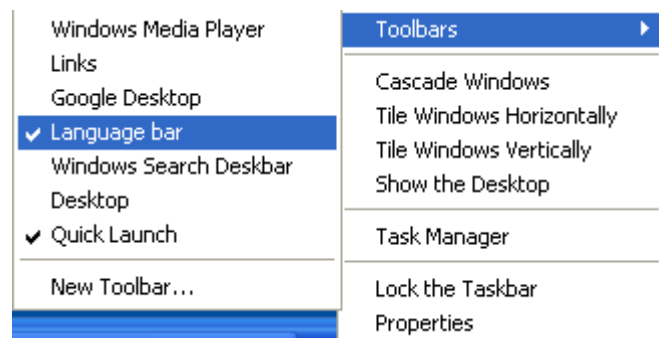 Windows Media Player
Links
Google Desktop
Language bar
Windows Search Deskbar
Desktop
Quick Launch
New Toolbar...
Toolbars
Cascade Windows
Tile Windows Horizontally
Tile Windows Vertically
Show the Desktop
Task Manager
Lock the Taskbar
Properties